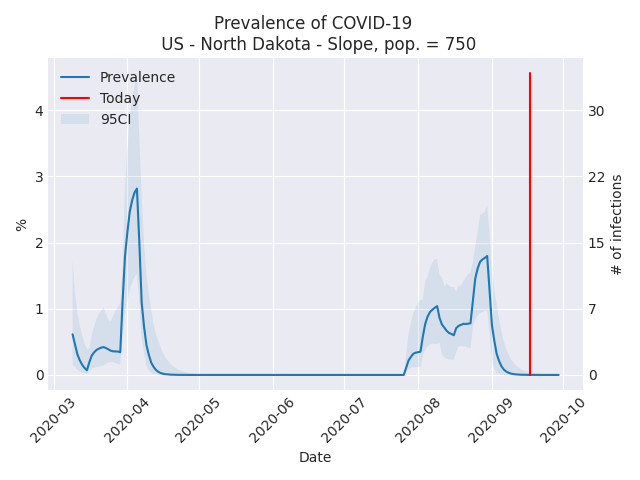 Prevalence of COVID-19
US - North Dakota - Slope, pop. = 750
Prevalence
Today
95CI
4
3
2
1
0
%
30
22
15
7
0
# of infections
2020-03
2020-04
2020-05
2020-06
2020-07
2020-08
2020-09
2020-10
Date